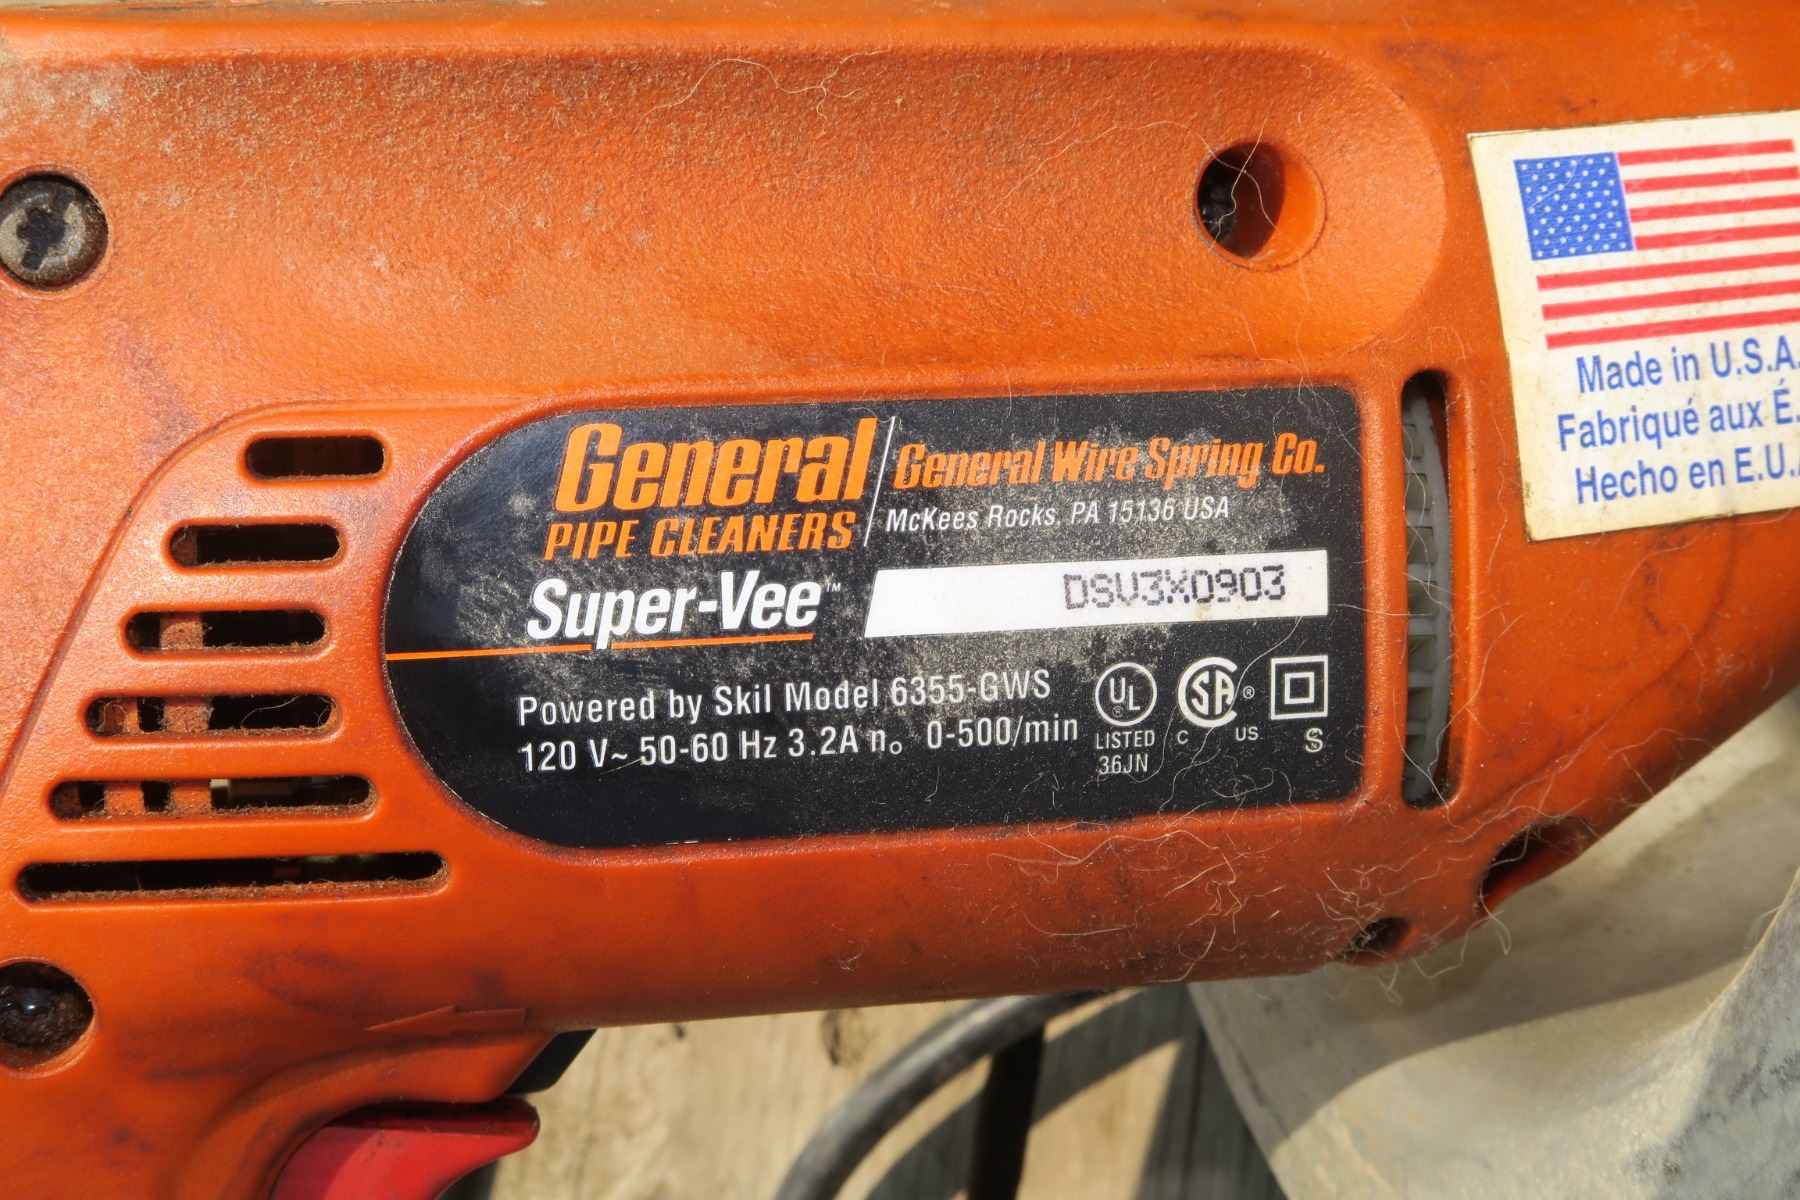 General
PIPE CLEANERS
General Wire Spring Co.
McKees Rocks, PA 15136 USA
Super-Vee™
DSV3X0903
Powered by Skil Model 6355-GWS
120 V~ 50-60 Hz 3.2A n₀ 0-500/min
UL
®
LISTED
36JN
SA ®
C US
S
Made in U.S.A.
Fabriqué aux É.
Hecho en E.U.